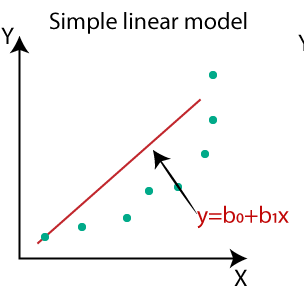 Simple linear model
Y
Y
y=b₀+b₁x
X